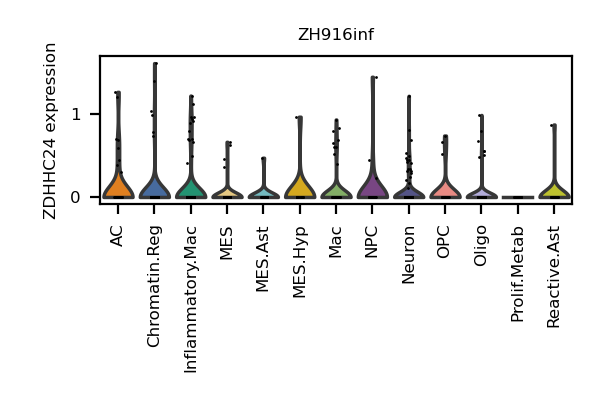 ZH916inf
ZDHHC24 expression
1
0
AC
Chromatin.Reg
Inflammatory.Mac
MES
MES.Ast
MES.Hyp
Mac
NPC
Neuron
OPC
Oligo
Prolif.Metab
Reactive.Ast